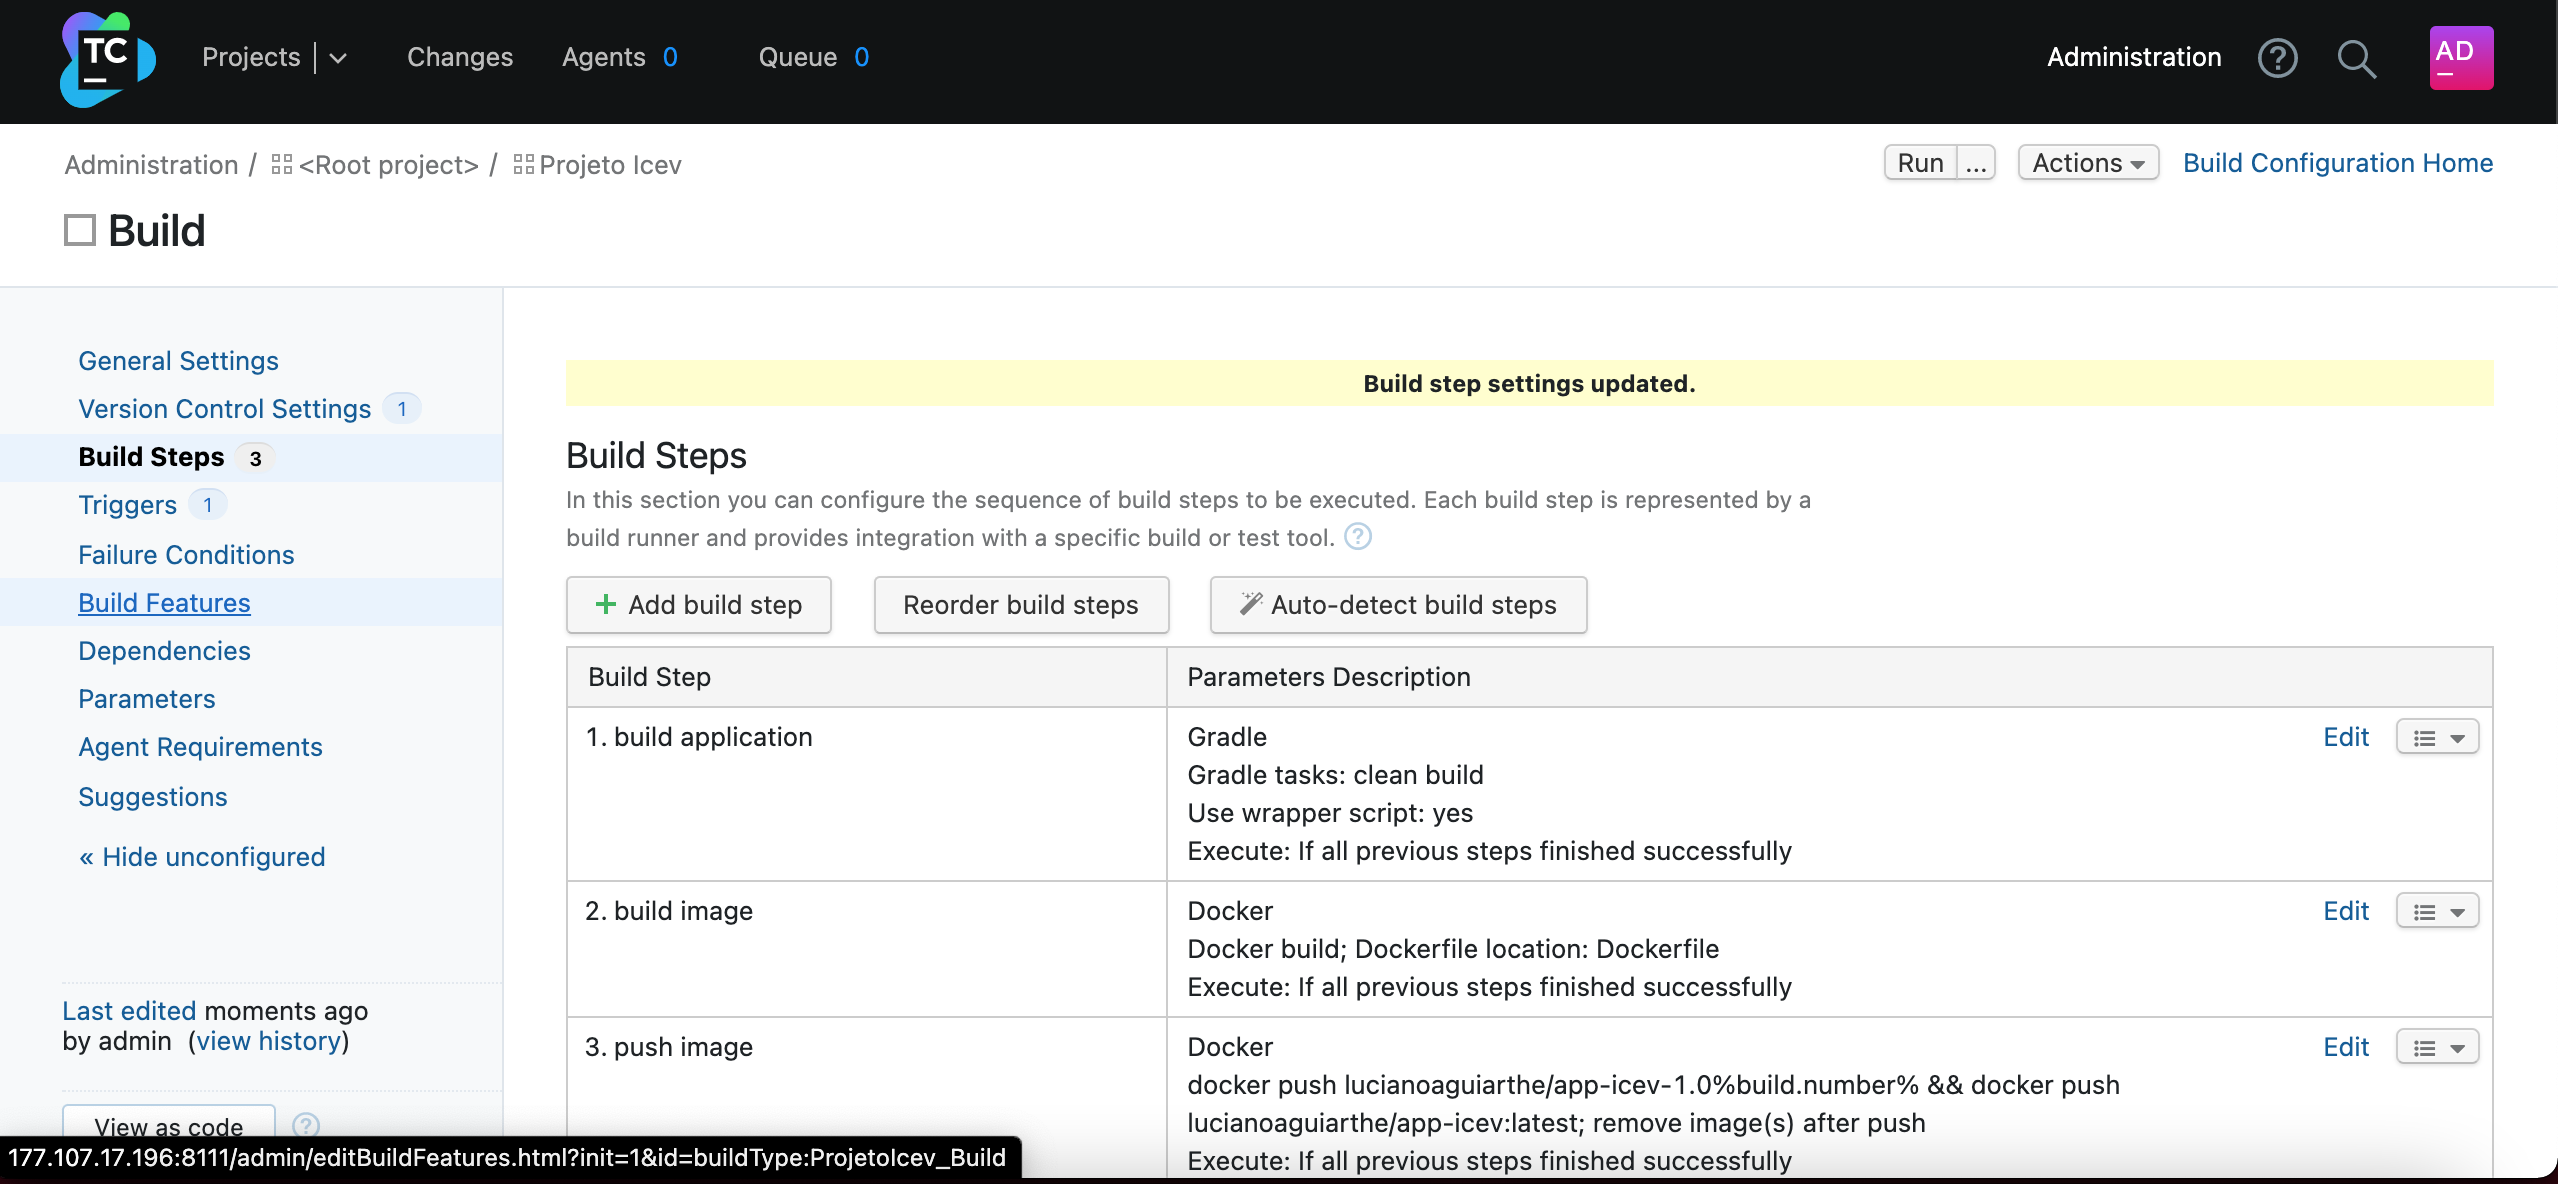 TC
Projects
Changes
Agents 0
Queue 0
Administration
AD
Administration / <Root project> / Projeto Icev
Run ...
Actions
Build Configuration Home
Build
General Settings
Version Control Settings 1
Build Steps 3
Triggers 1
Failure Conditions
Build Features
Dependencies
Parameters
Agent Requirements
Suggestions
« Hide unconfigured
Last edited moments ago
by admin (view history)
View as code
177.107.17.196:8111/admin/editBuildFeatures.html?init=1&id=buildType:ProjetoIcev_Build
Build step settings updated.
Build Steps
In this section you can configure the sequence of build steps to be executed. Each build step is represented by a
build runner and provides integration with a specific build or test tool.
Add build step
Reorder build steps
Auto-detect build steps
Build Step
Parameters Description
1. build application
Gradle
Edit
Gradle tasks: clean build
Use wrapper script: yes
Execute: If all previous steps finished successfully
2. build image
Docker
Edit
Docker build; Dockerfile location: Dockerfile
Execute: If all previous steps finished successfully
3. push image
Docker
Edit
docker push lucianoaguiarthe/app-icev-1.0%build.number% && docker push
lucianoaguiarthe/app-icev:latest; remove image(s) after push
Execute: If all previous steps finished successfully